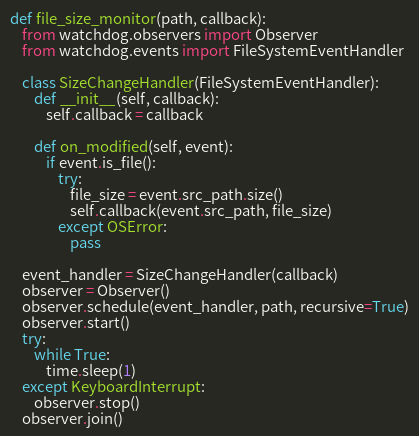 def file_size_monitor(path, callback):
from watchdog.observers import Observer
from watchdog.events import FileSystemEventHandler
class SizeChangeHandler(FileSystemEventHandler):
def __init__(self, callback):
self.callback = callback
def on_modified(self, event):
if event.is_file():
try:
file_size = event.src_path.size()
self.callback(event.src_path, file_size)
except OSError:
pass
event_handler = SizeChangeHandler(callback)
observer = Observer()
observer.schedule(event_handler, path, recursive=True)
observer.start()
try:
while True:
time.sleep(1)
except KeyboardInterrupt:
observer.stop()
observer.join()